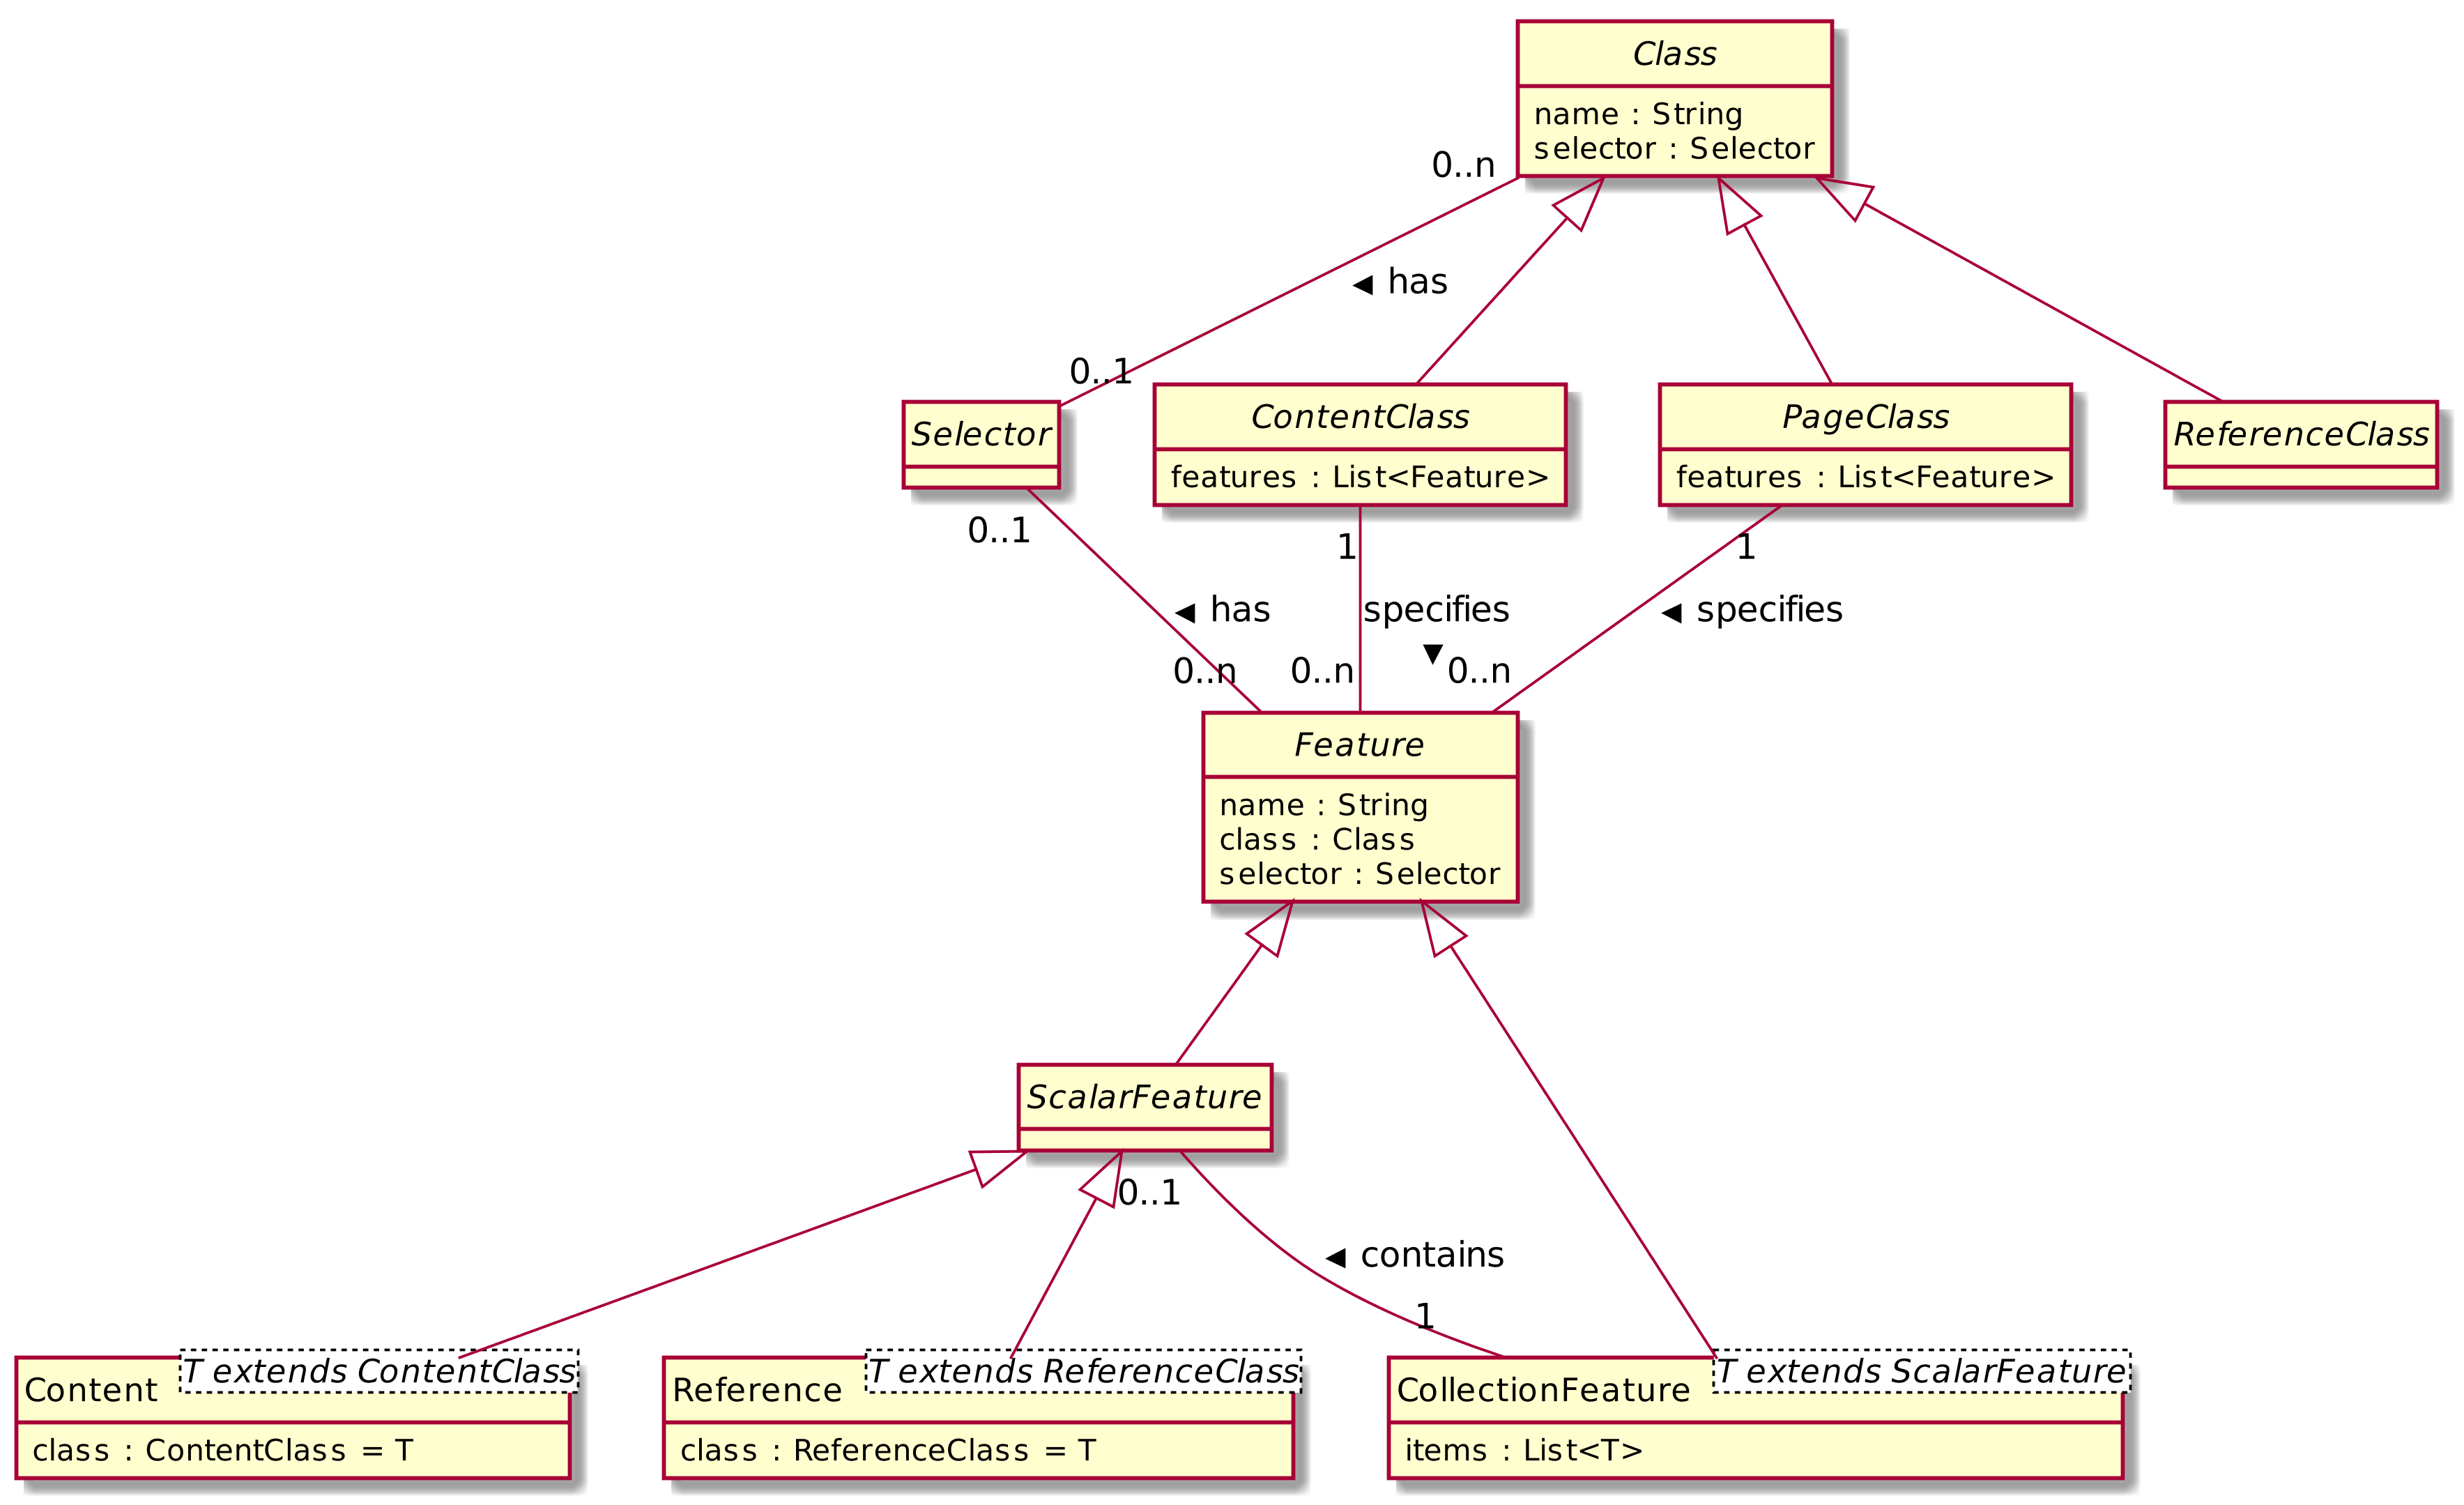 Class
name : String
selector : Selector
0..n
◄ has
0..1
Selector
ContentClass
features : List<Feature>
PageClass
features : List<Feature>
ReferenceClass
0..1
1
1
◄ has
specifies
▼
◄ specifies
0..n
0..n
0..n
Feature
name : String
class : Class
selector : Selector
ScalarFeature
0..1
◄ contains
1
Content
T extends ContentClass
class : ContentClass = T
Reference
T extends ReferenceClass
class : ReferenceClass = T
CollectionFeature
T extends ScalarFeature
items : List<T>